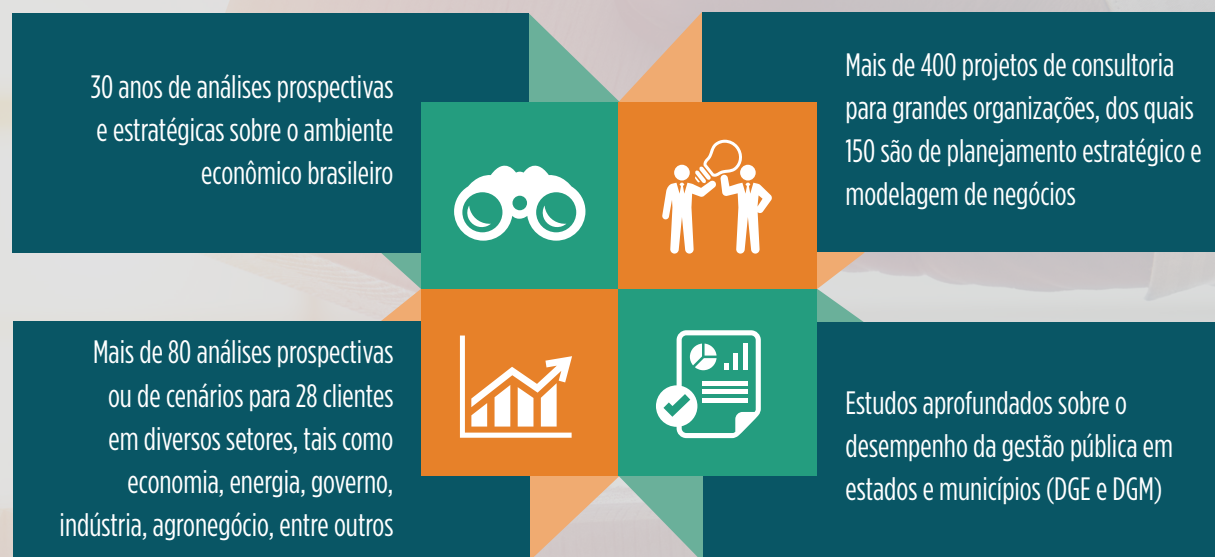 30 anos de análises prospectivas
e estratégicas sobre o ambiente
econômico brasileiro
Mais de 400 projetos de consultoria
para grandes organizações, dos quais
150 são de planejamento estratégico e
modelagem de negócios
Mais de 80 análises prospectivas
ou de cenários para 28 clientes
em diversos setores, tais como
economia, energia, governo,
indústria, agronegócio, entre outros
Estudos aprofundados sobre o
desempenho da gestão pública em
estados e municípios (DGE e DGM)